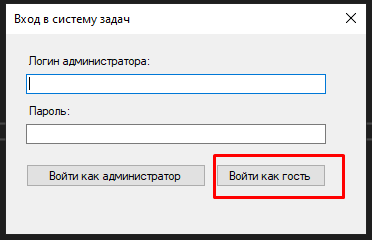 Вход в систему задач
Логин администратора:
Пароль:
Войти как администратор Войти как гость